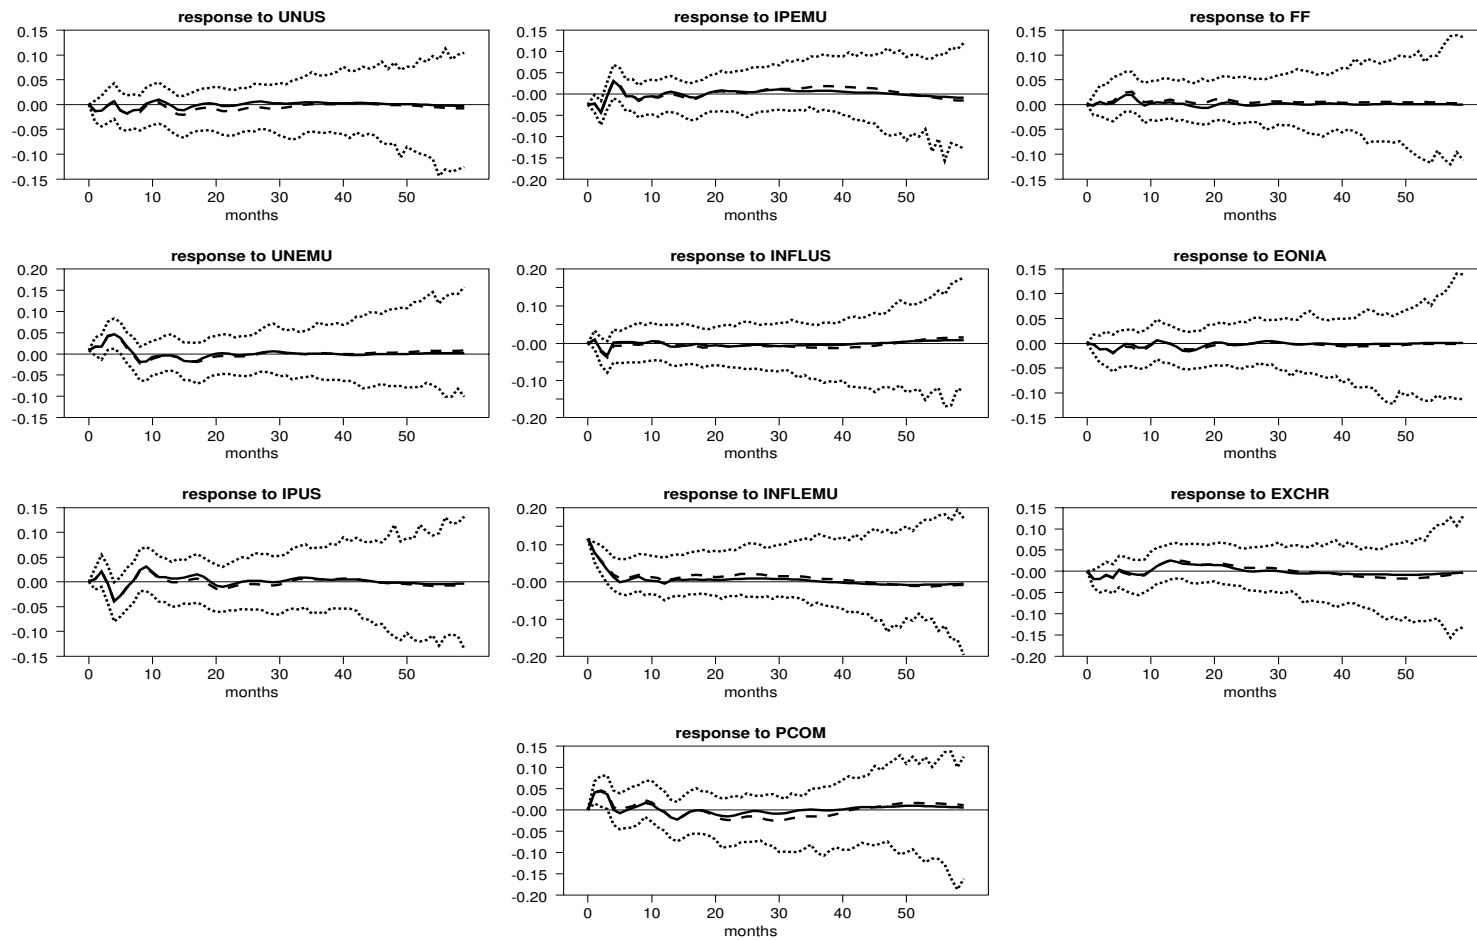 response to UNUS
0.15
0.10
0.05
0.00
-0.05
-0.10
-0.15
0 10 20 30 40 50
months
response to IPEMU
0.15
0.10
0.05
-0.00
-0.05
-0.10
0.15
-0.20
0 10 20 30 40 50
months
response to FF
0.15
0.10
0.05
0.00
-0.05
-0.10
-0.15
0 10 20 30 40 50
months
response to UNEMU
0.20
0.15
0.10
0.05
0.00
-0.05
-0.10
-0.15
0 10 20 30 40 50
months
response to INFLUS
0.20
0.10
-0.00
-0.10
-0.20
0 10 20 30 40 50
months
response to EONIA
0.15
0.10
0.05
0.00
-0.05
-0.10
-0.15
0 10 20 30 40 50
months
response to IPUS
0.15
0.10
0.05
0.00
-0.05
-0.10
-0.15
0 10 20 30 40 50
months
response to INFLEMU
0.20
0.10
-0.00
-0.10
-0.20
0 10 20 30 40 50
months
response to EXCHR
0.15
0.10
0.05
-0.00
-0.05
-0.10
-0.15
-0.20
0 10 20 30 40 50
months
response to PCOM
0.15
0.10
0.05
-0.00
-0.05
-0.10
-0.15
-0.20
0 10 20 30 40 50
months